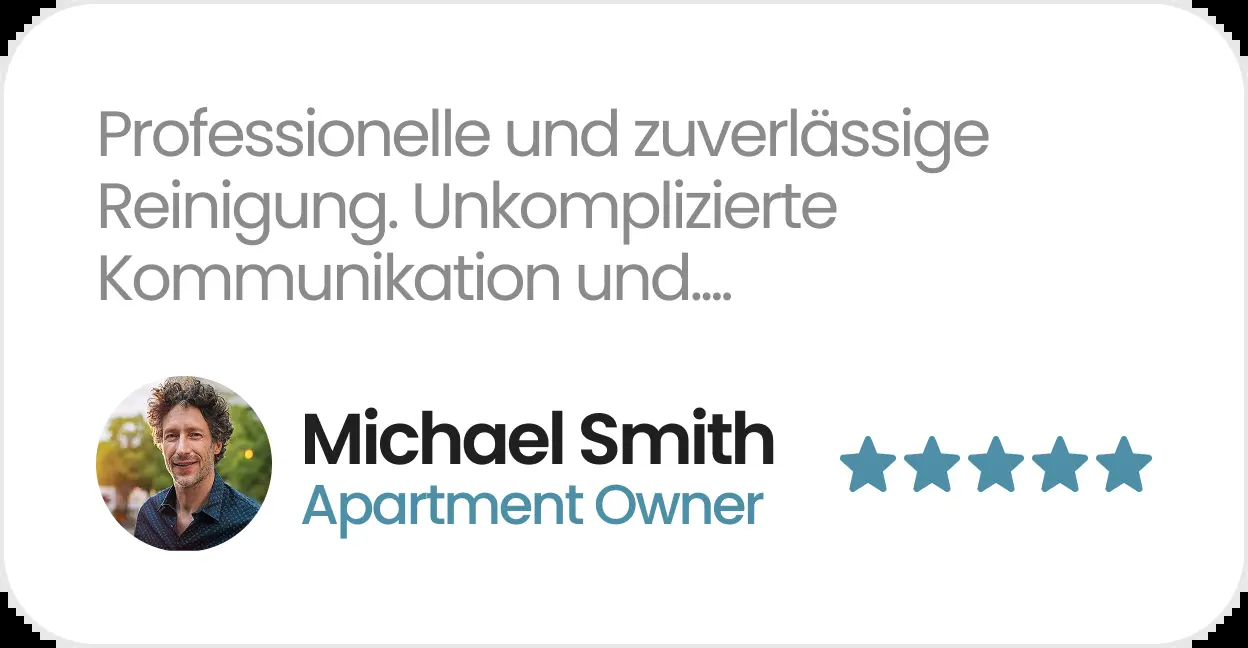 Professionelle und zuverlässige
Reinigung. Unkomplizierte
Kommunikation und....
Michael Smith
Apartment Owner